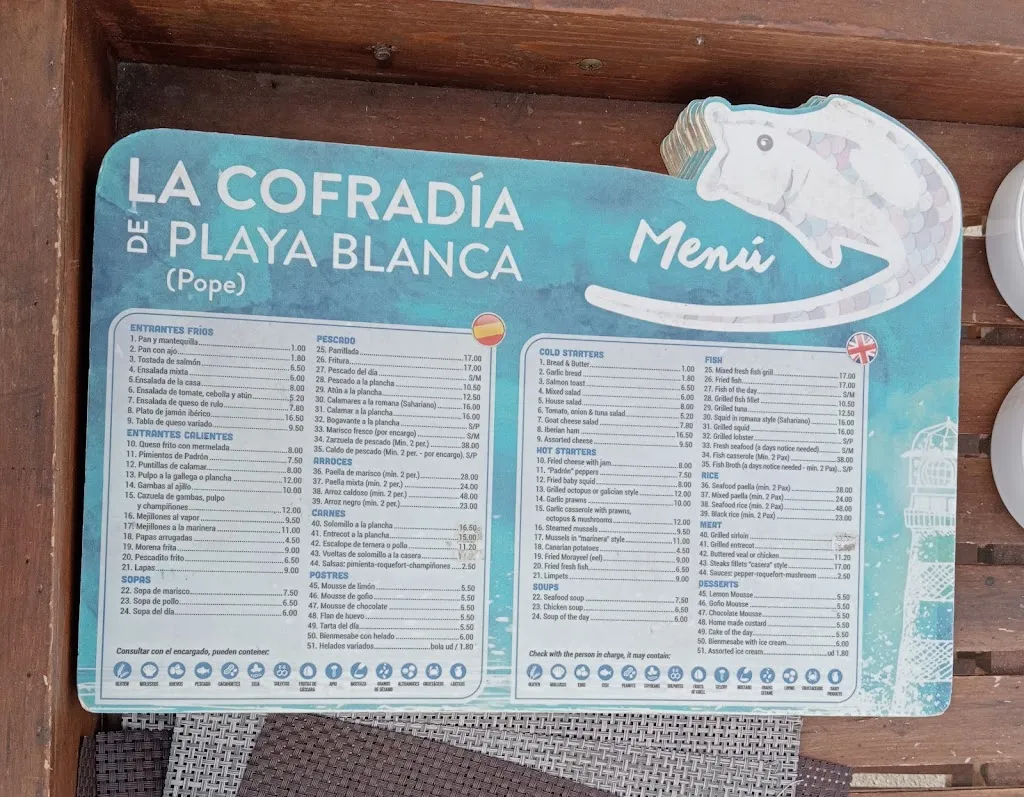 LA COFRADÍA
DE PLAYA BLANCA
(Pope)
Menú
ENTRANTES FRÍOS
1. Pan y mantequilla 1.00
2. Pan con ajo 1.80
3. Tostada de salmón 6.50
4. Ensalada mixta 6.00
5.Ensalada de la casa 8.00
6. Ensalada de tomate, cebolla y atún 5.20
7. Ensalada de queso de rulo 7.80
8. Plato de jamón ibérico 16.50
9. Tabla de queso variado 9.50
ENTRANTES CALIENTES
10. Queso frito con mermelada 8.00
11. Pimientos de Padrón 7.50
12. Puntillas de calamar 8.00
13. Pulpo a la gallega o plancha 12.00
14. Gambas al ajillo 10.00
15. Cazuela de gambas, pulpo
y champiñones 12.00
16. Mejillones al vapor 9.50
17. Mejillones a la marinera 11.00
18. Papas arrugadas 4.50
19. Morena frita 9.00
20. Pescadito frito 6.50
21. Lapas 9.00
SOPAS
22. Sopa de marisco 7.50
23. Sopa de pollo 6.50
24. Sopa del día 6.00
PESCADO
25. Parrillada 17.00
26. Fritura 17.00
27. Pescado del día S/M
28. Pescado a la plancha 10.50
29. Atún a la plancha 12.50
30. Calamares a la romana (Sahariano) 16.00
31. Calamar a la plancha 16.00
32. Bogavante a la plancha S/P
33. Marisco fresco (por encargo) S/M
34. Zarzuela de pescado (Min. 2 per.) 38.00
35. Caldo de pescado (Min. 2 per. - por encargo). S/P
ARROCES
36. Paella de marisco (min. 2 per.) 28.00
37. Paella mixta (min. 2 per.) 24.00
38. Arroz caldoso (min. 2 per.) 48.00
39. Arroz negro (min. 2 per.) 23.00
CARNES
40. Solomillo a la plancha 16.50
41. Entrecot a la plancha 15.00
42. Escalope de ternera o pollo 11.20
43. Vueltas de solomillo a la casera 17.00
44. Salsas: pimienta-roquefort-champiñones 2.50
POSTRES
45. Mousse de limón 5.50
46. Mousse de gofio 5.50
47. Mousse de chocolate 5.50
48. Flan de huevo 5.50
49. Tarta del día 5.50
50. Bienmesabe con helado 6.00
51. Helados variados bola ud / 1.80
Consultar con el encargado, pueden contener:
GLUTEN MOLUSCOS HUEVOS PESCADO CACAHUETES SOJA SULFITOS FRUTOS DE CÁSCARA APIO MOSTAZA GRANOS DE SÉSAMO ALTRAMUCES CRUSTÁCEOS LÁCTEOS
COLD STARTERS
1. Bread & Butter 1.00
2. Garlic bread 1.80
3. Salmon toast 6.50
4. Mixed salad 6.00
5. House salad 8.00
6. Tomato, onion & tuna salad 5.20
7. Goat cheese salad 7.80
8. Iberian ham 16.50
9. Assorted cheese 9.50
HOT STARTERS
10. Fried cheese with jam 8.00
11. "Padrón" peppers 7.50
12. Fried baby squid 8.00
13. Grilled octopus or galician style 12.00
14. Garlic prawns 10.00
15. Garlic casserole with prawns,
octopus & mushrooms 12.00
16. Steamed mussels 9.50
17. Mussels in "marinera" style 11.00
18. Canarian potatoes 4.50
19. Fried Morayeel (eel) 9.00
20. Fried fresh fish 6.50
21. Limpets 9.00
SOUPS
22. Seafood soup 7.50
23. Chicken soup 6.50
24. Soup of the day 6.00
FISH
25. Mixed fresh fish grill 17.00
26. Fried fish 17.00
27. Fish of the day S/M
28. Grilled fish fillet 10.50
29. Grilled tuna 12.50
30. Squid in romana style (Sahariano) 16.00
31. Grilled squid 16.00
32. Grilled lobster S/P
33. Fresh seafood (a days notice needed) S/M
34. Fish casserole (Min. 2 Pax) 38.00
35. Fish Broth (a days notice needed - min. 2 Pax) S/P
RICE
36. Seafood paella (min. 2 Pax) 28.00
37. Mixed paella (min. 2 Pax) 24.00
38. Seafood rice (min. 2 Pax) 48.00
39. Black rice (min. 2 Pax) 23.00
MEAT
40. Grilled sirloin
41. Grilled entrecot
42. Buttered veal or chicken 11.20
43. Steaks fillets "casera" style 17.00
44. Sauces: pepper-roquefort-mushroom 2.50
DESSERTS
45. Lemon Mousse 5.50
46. Gofio Mousse 5.50
47. Chocolate Mousse 5.50
48. Home made custard 5.50
49. Cake of the day 5.50
50. Bienmesabe with ice cream 6.00
51. Assorted ice cream ud 1.80
Check with the person in charge, it may contain:
GLUTEN MOLLUSCS EGGS FISH PEANUTS SOYBEANS SULPHITES CELERY MUSTARD LUPINS CRUSTACEANS DAIRY PRODUCTS